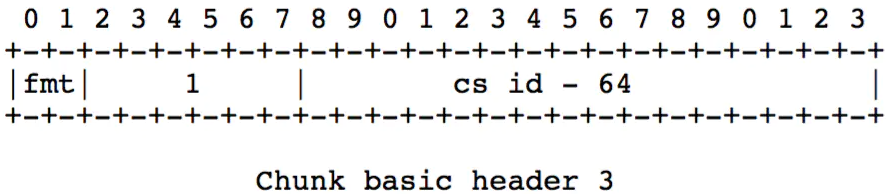 0 1 2 3 4 5 6 7 8 9 0 1 2 3 4 5 6 7 8 9 0 1 2 3
+-+-+-+-+-+-+-+-+-+-+-+-+-+-+-+-+-+-+-+-+-+-+-+-+
|fmt|     1     |        cs id - 64             |
+-+-+-+-+-+-+-+-+-+-+-+-+-+-+-+-+-+-+-+-+-+-+-+-+
Chunk basic header 3